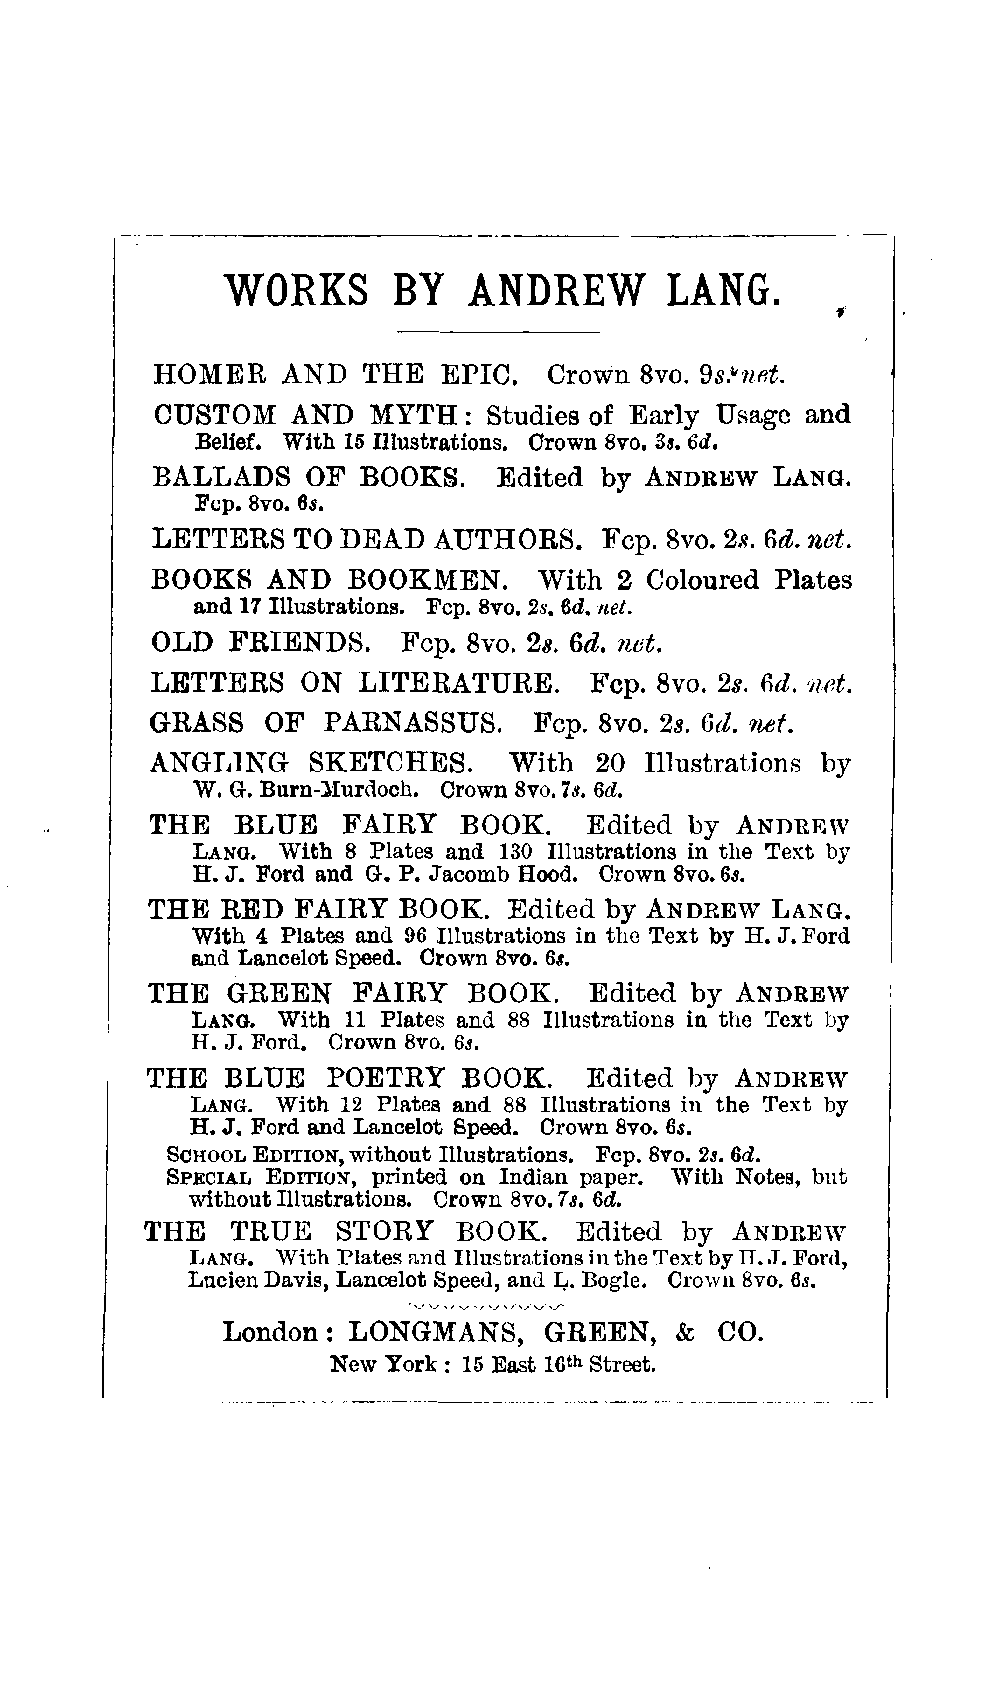 WORKS BY ANDREW LANG.
HOMER AND THE EPIC. Crown 8vo. 9s. net.
CUSTOM AND MYTH: Studies of Early Usage and
Belief. With 15 Illustrations. Crown 8vo. 3s. 6d.
BALLADS OF BOOKS. Edited by ANDREW LANG.
Fcp. 8vo. 6s.
LETTERS TO DEAD AUTHORS. Fcp. 8vo. 2s. 6d. net.
BOOKS AND BOOKMEN. With 2 Coloured Plates
and 17 Illustrations. Fcp. 8vo. 2s. 6d. net.
OLD FRIENDS. Fcp. 8vo. 2s. 6d. net.
LETTERS ON LITERATURE. Fcp. 8vo. 2s. 6d. net.
GRASS OF PARNASSUS. Fcp. 8vo. 2s. 6d. net.
ANGLING SKETCHES. With 20 Illustrations by
W. G. Burn-Murdoch. Crown 8vo. 7s. 6d.
THE BLUE FAIRY BOOK. Edited by ANDREW
LANG. With 8 Plates and 130 Illustrations in the Text by
H. J. Ford and G. P. Jacomb Hood. Crown 8vo. 6s.
THE RED FAIRY BOOK. Edited by ANDREW LANG.
With 4 Plates and 96 Illustrations in the Text by H. J. Ford
and Lancelot Speed. Crown 8vo. 6s.
THE GREEN FAIRY BOOK. Edited by ANDREW
LANG. With 11 Plates and 88 Illustrations in the Text by
H. J. Ford. Crown 8vo. 6s.
THE BLUE POETRY BOOK. Edited by ANDREW
LANG. With 12 Plates and 88 Illustrations in the Text by
H. J. Ford and Lancelot Speed. Crown 8vo. 6s.
SCHOOL EDITION, without Illustrations. Fcp. 8vo. 2s. 6d.
SPECIAL EDITION, printed on Indian paper. With Notes, but
without Illustrations. Crown 8vo. 7s. 6d.
THE TRUE STORY BOOK. Edited by ANDREW
LANG. With Plates and Illustrations in the Text by H. J. Ford,
Lucien Davis, Lancelot Speed, and L. Bogle. Crown 8vo. 6s.
London: LONGMANS, GREEN, & CO.
New York: 15 East 16th Street.